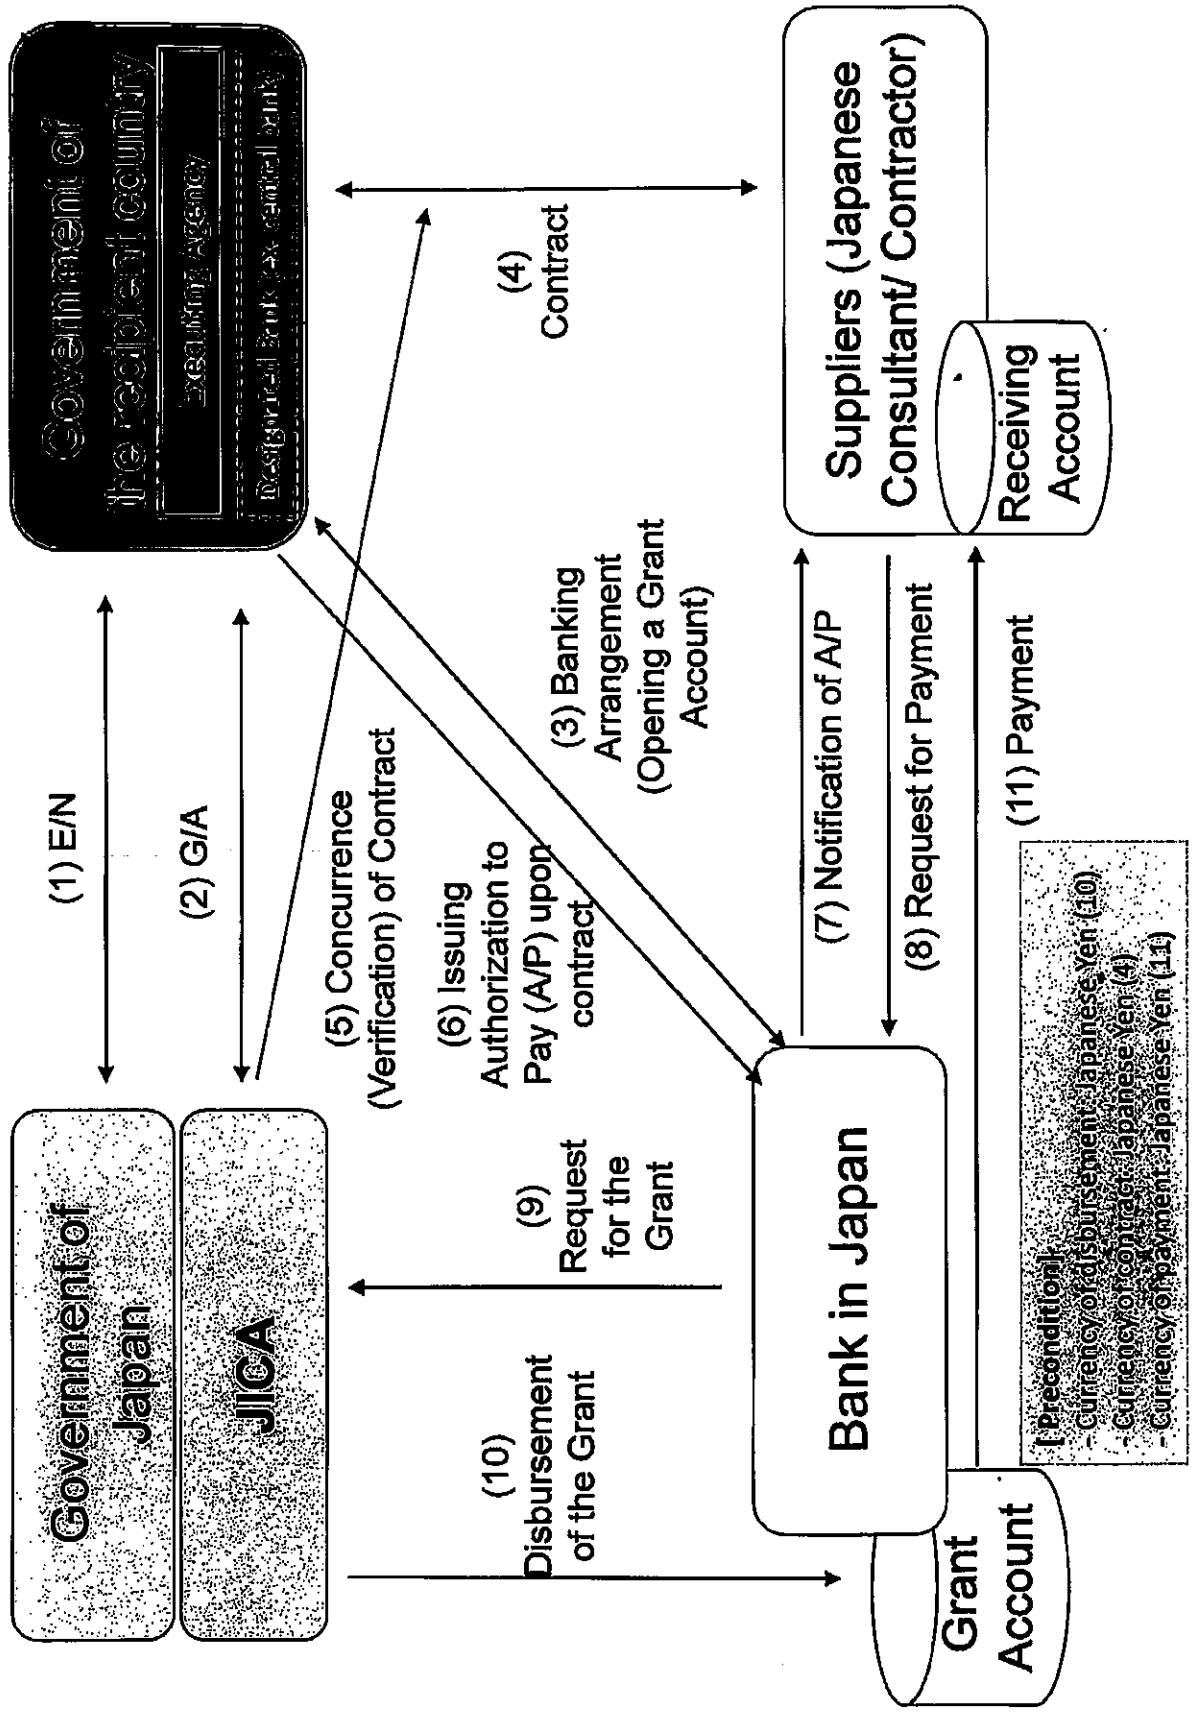 Government of
Japan
JICA
(1) E/N
(2) G/A
Government of
the recipient country
Executing Agency
Designated Bank (ex-central bank)
(5) Concurrence
(Verification) of Contract
(6) Issuing
Authorization to
Pay (A/P) upon
contract
(3) Banking
Arrangement
(Opening a Grant
Account)
(4)
Contract
(9)
Request
for the
Grant
(10)
Disbursement
of the Grant
Bank in Japan
Grant
Account
(7) Notification of A/P
(8) Request for Payment
(11) Payment
Suppliers (Japanese
Consultant/ Contractor)
Receiving
Account
[ Precondition]
- Currency of disbursement: Japanese Yen (10)
- Currency of contract: Japanese Yen (4)
- Currency of payment: Japanese Yen (11)